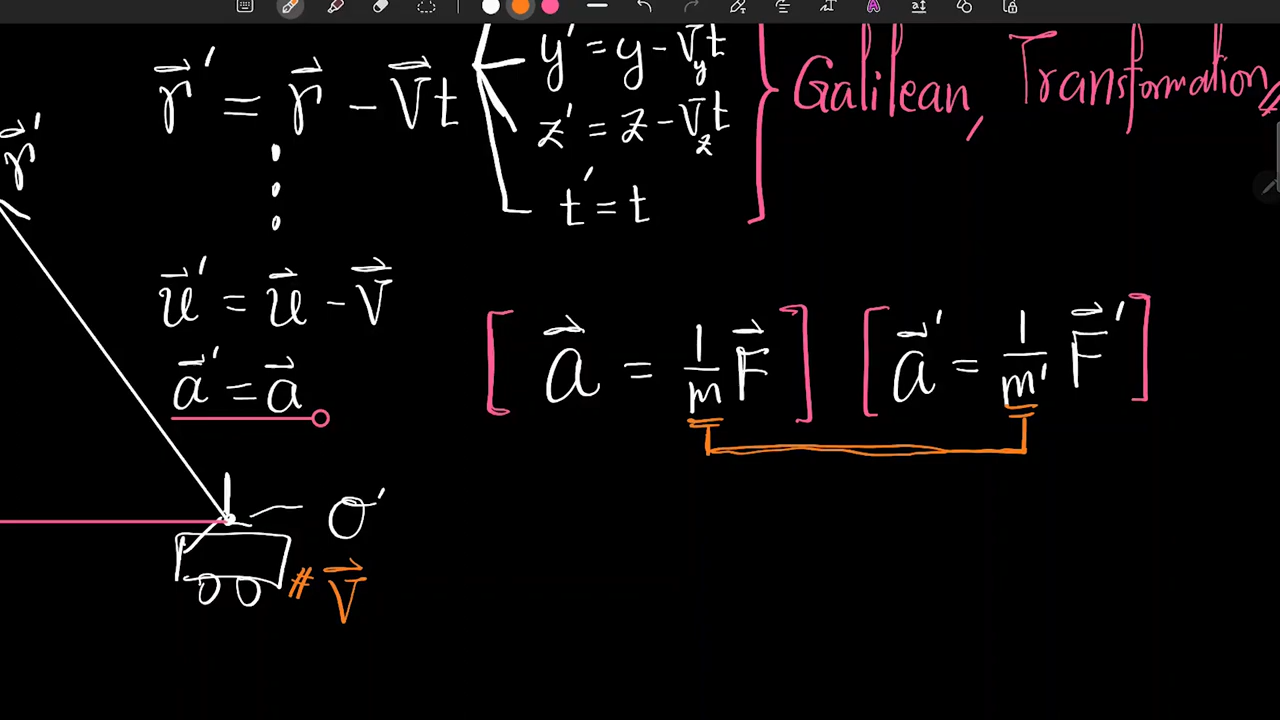 r⃗′ = r⃗ − V⃗t
y′ = y − V_y t
z′ = z − V_z t
t′ = t
Galilean, Transformation
r⃗′
u⃗′ = u⃗ − V⃗
a⃗′ = a⃗
[ a⃗ = 1/m F⃗ ] [ a⃗′ = 1/m′ F⃗′ ]
O′
# V⃗